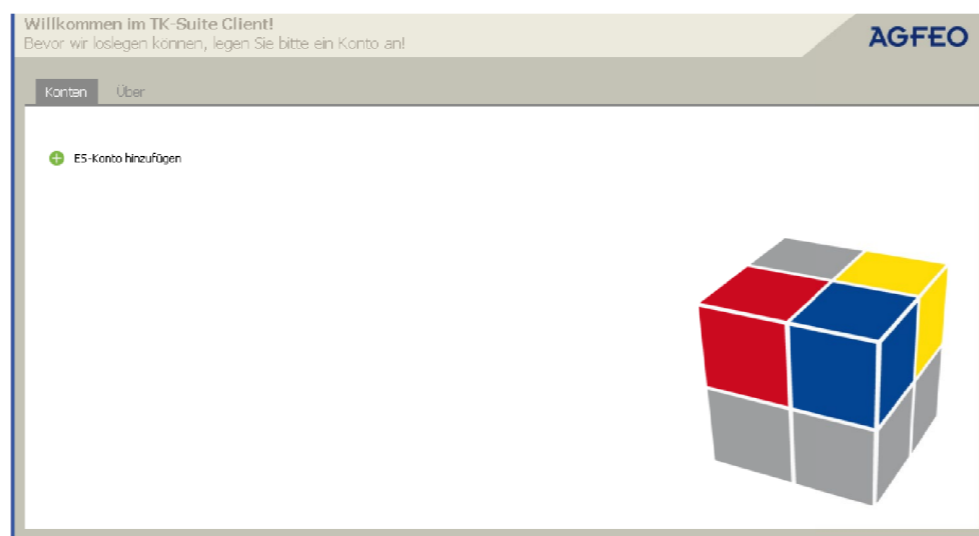 Willkommen im TK-Suite Client!
Bevor wir loslegen können, legen Sie bitte ein Konto an!
AGFEO
Konten Über
ES-Konto hinzufügen